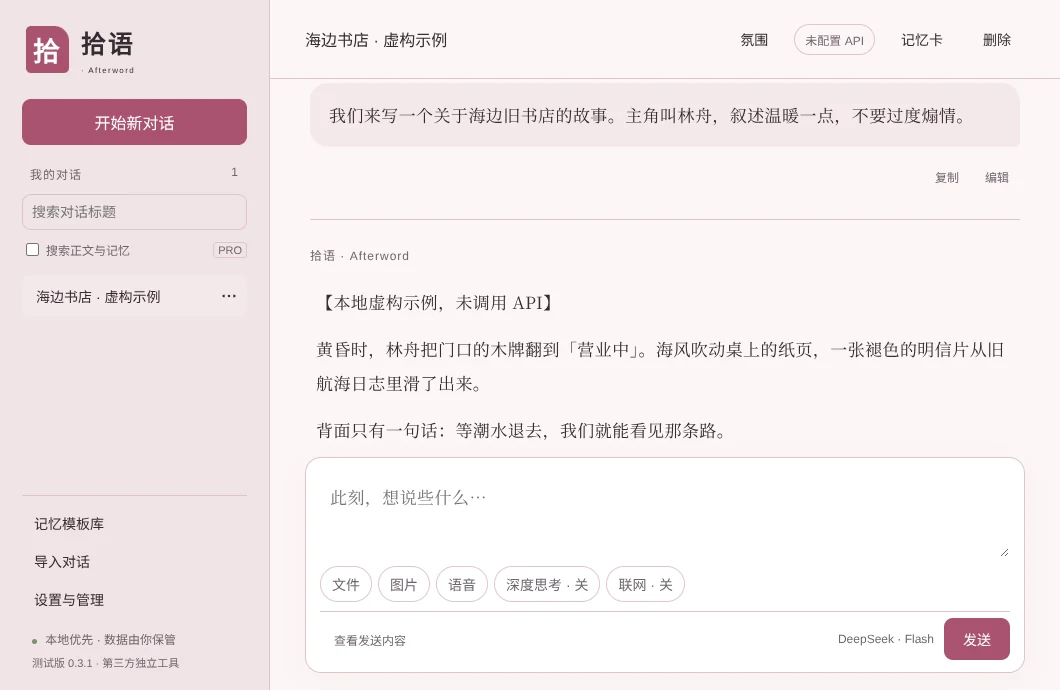 拾
拾语
· Afterword
开始新对话
我的对话
1
搜索对话标题
搜索正文与记忆
PRO
海边书店 · 虚构示例
···
记忆模板库
导入对话
设置与管理
本地优先 · 数据由你保管
测试版 0.3.1 · 第三方独立工具
海边书店 · 虚构示例
氛围
未配置 API
记忆卡
删除
我们来写一个关于海边旧书店的故事。主角叫林舟，叙述温暖一点，不要过度煽情。
复制
编辑
拾语 · Afterword
【本地虚构示例，未调用 API】
黄昏时，林舟把门口的木牌翻到「营业中」。海风吹动桌上的纸页，一张褪色的明信片从旧
航海日志里滑了出来。
背面只有一句话：等潮水退去，我们就能看见那条路。
此刻，想说些什么…
文件
图片
语音
深度思考 · 关
联网 · 关
查看发送内容
DeepSeek · Flash
发送